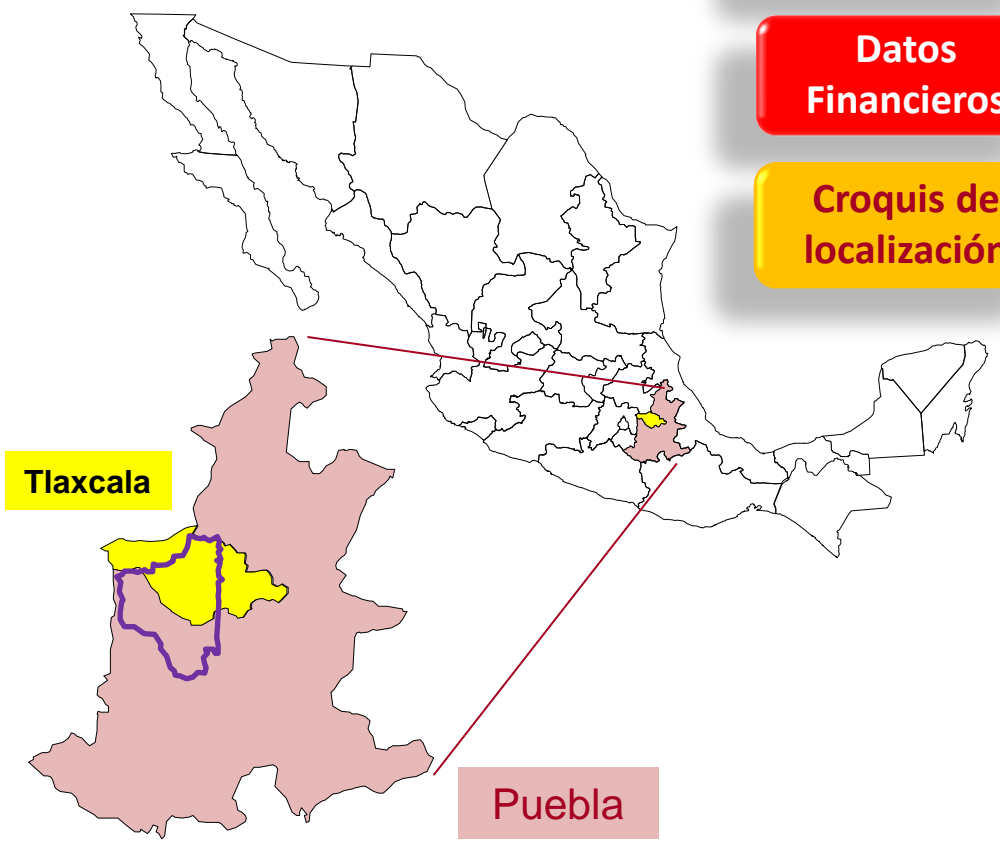 Datos
Financieros
Croquis de
localización
Tlaxcala
Puebla